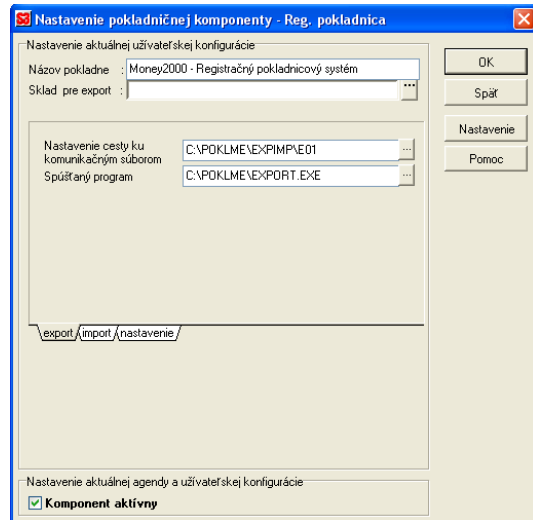 S3 Nastavenie pokladničnej komponenty - Reg. pokladnica
Nastavenie aktuálnej užívateľskej konfigurácie
Názov pokladne : Money2000 - Registračný pokladnicový systém
Sklad pre export : ...
OK
Späť
Nastavenie
Pomoc
Nastavenie cesty ku
komunikačným súborom C:\POKLME\EXPIMP\E01 ...
Spúšťaný program C:\POKLME\EXPORT.EXE ...
export import nastavenie
Nastavenie aktuálnej agendy a užívateľskej konfigurácie
Komponent aktívny